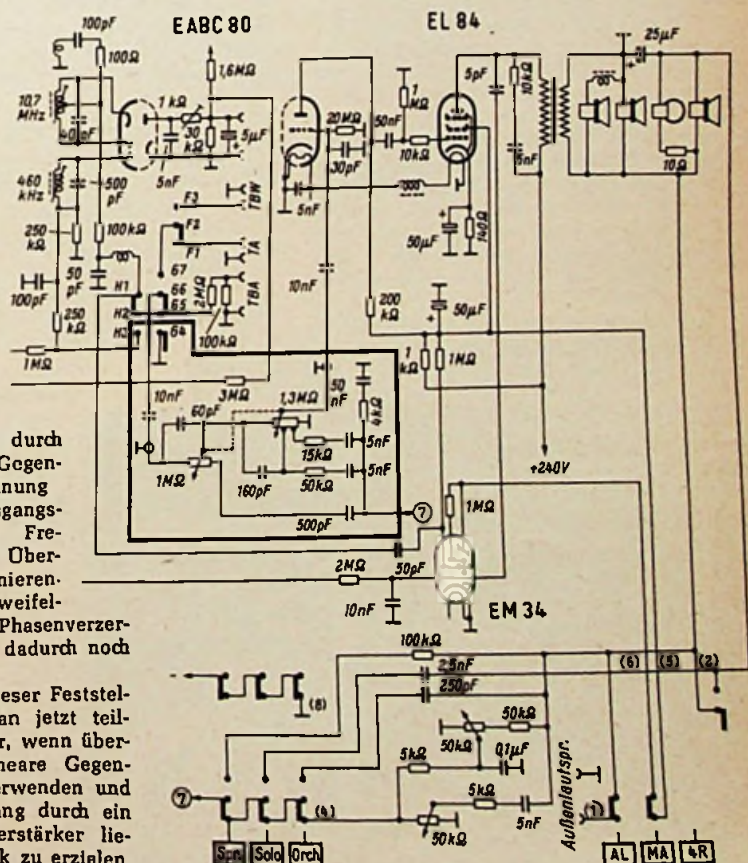 EABC 80
EL 84
100pF
100Ω
1,6MΩ
25µF
5pF
10kΩ
1 MΩ
10,7 MHz
40pF
1 kΩ
30 kΩ
5µF
20MΩ
50nF
30pF
10kΩ
5nF
10Ω
5nF
5nF
460 kHz
500 pF
F3
TBW
250 kΩ
100kΩ
F2
F1
TA
50µF
140Ω
50 pF
67
H1
66
65
H2
2MΩ
TBA
10nF
100pF
250 kΩ
H3
64
100kΩ
200 kΩ
50µF
1MΩ
3MΩ
50 nF
1 kΩ
1MΩ
10nF
60pF
1,3MΩ
4kΩ
15kΩ
5nF
1MΩ
160pF
50kΩ
5nF
+240V
500pF
7
1MΩ
50pF
2MΩ
10nF
EM 34
durch
Gegen-
nung
gangs-
Fre-
Über-
nieren-
weifel-
Phasenverzer-
dadurch noch
eser Feststel-
an jetzt teil-
r, wenn über-
neare Gegen-
erwenden und
ang durch ein
erstärker lie-
k zu erzielen
100kΩ
2,5nF
(6)
(5)
(2)
250pF
(8)
50kΩ
50kΩ
5kΩ
0,1µF
5kΩ
7
(4)
50kΩ
5nF
Außenlautspr.
(1)
Spr.
Solo
Orch
AL
MA
4R